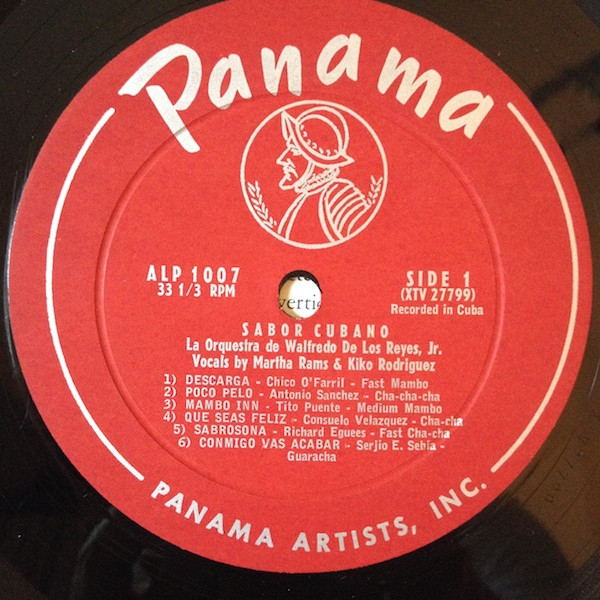 Panama
ALP 1007
33 1/3 RPM
SIDE 1
(XTV 27799)
Recorded in Cuba
SABOR CUBANO
La Orquestra de Walfredo De Los Reyes, Jr.
Vocals by Martha Rams & Kiko Rodriguez
1) DESCARGA - Chico O'Farril - Fast Mambo
2) POCO PELO - Antonio Sanchez - Cha-cha-cha
3) MAMBO INN - Tito Puente - Medium Mambo
4) QUE SEAS FELIZ - Consuelo Velazquez - Cha-cha
5) SABROSONA - Richard Eguees - Fast Cha-cha
6) CONMIGO VAS ACABAR - Serjio E. Sebia -
Guaracha
PANAMA ARTISTS, INC.